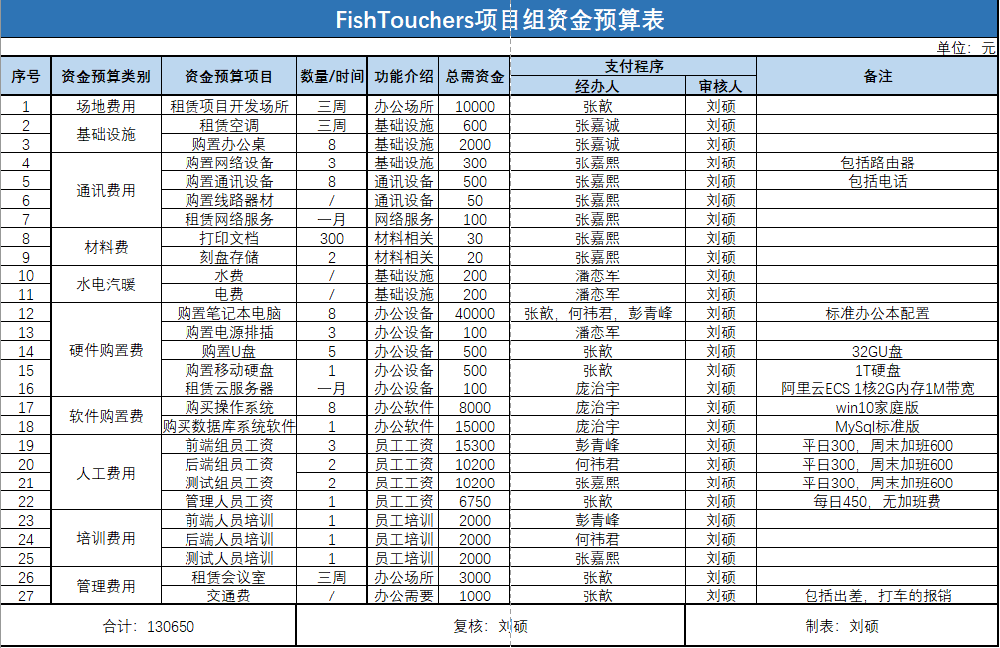 FishTouchers项目组资金预算表
单位：元
序号 资金预算类别 资金预算项目 数量/时间 功能介绍 总需资金 支付程序 备注
经办人 审核人
1 场地费用 租赁项目开发场所 三周 办公场所 10000 张歆 刘硕
2 基础设施 租赁空调 三周 基础设施 600 张嘉诚 刘硕
3 购置办公桌 8 基础设施 2000 张嘉诚 刘硕
4 通讯费用 购置网络设备 3 基础设施 300 张嘉熙 刘硕 包括路由器
5 购置通讯设备 8 通讯设备 500 张嘉熙 刘硕 包括电话
6 购置线路器材 / 通讯设备 50 张嘉熙 刘硕
7 租赁网络服务 一月 网络服务 100 张嘉熙 刘硕
8 材料费 打印文档 300 材料相关 30 张嘉熙 刘硕
9 刻盘存储 2 材料相关 20 张嘉熙 刘硕
10 水电汽暖 水费 / 基础设施 200 潘恋军 刘硕
11 电费 / 基础设施 200 潘恋军 刘硕
12 硬件购置费 购置笔记本电脑 8 办公设备 40000 张歆，何祎君，彭青峰 刘硕 标准办公本配置
13 购置电源排插 3 办公设备 100 潘恋军 刘硕
14 购置U盘 5 办公设备 500 张歆 刘硕 32GU盘
15 购置移动硬盘 1 办公设备 500 张歆 刘硕 1T硬盘
16 租赁云服务器 一月 办公设备 100 庞治宇 刘硕 阿里云ECS 1核2G内存1M带宽
17 软件购置费 购买操作系统 8 办公软件 8000 庞治宇 刘硕 win10家庭版
18 购买数据库系统软件 1 办公软件 15000 庞治宇 刘硕 MySql标准版
19 人工费用 前端组员工资 3 员工工资 15300 彭青峰 刘硕 平日300，周末加班600
20 后端组员工资 2 员工工资 10200 何祎君 刘硕 平日300，周末加班600
21 测试组员工资 2 员工工资 10200 张嘉熙 刘硕 平日300，周末加班600
22 管理人员工资 1 员工工资 6750 张歆 刘硕 每日450，无加班费
23 培训费用 前端人员培训 1 员工培训 2000 彭青峰 刘硕
24 后端人员培训 1 员工培训 2000 何祎君 刘硕
25 测试人员培训 1 员工培训 2000 张嘉熙 刘硕
26 管理费用 租赁会议室 三周 办公场所 3000 张歆 刘硕
27 交通费 / 办公需要 1000 张歆 刘硕 包括出差，打车的报销
合计：130650 复核：刘硕 制表：刘硕